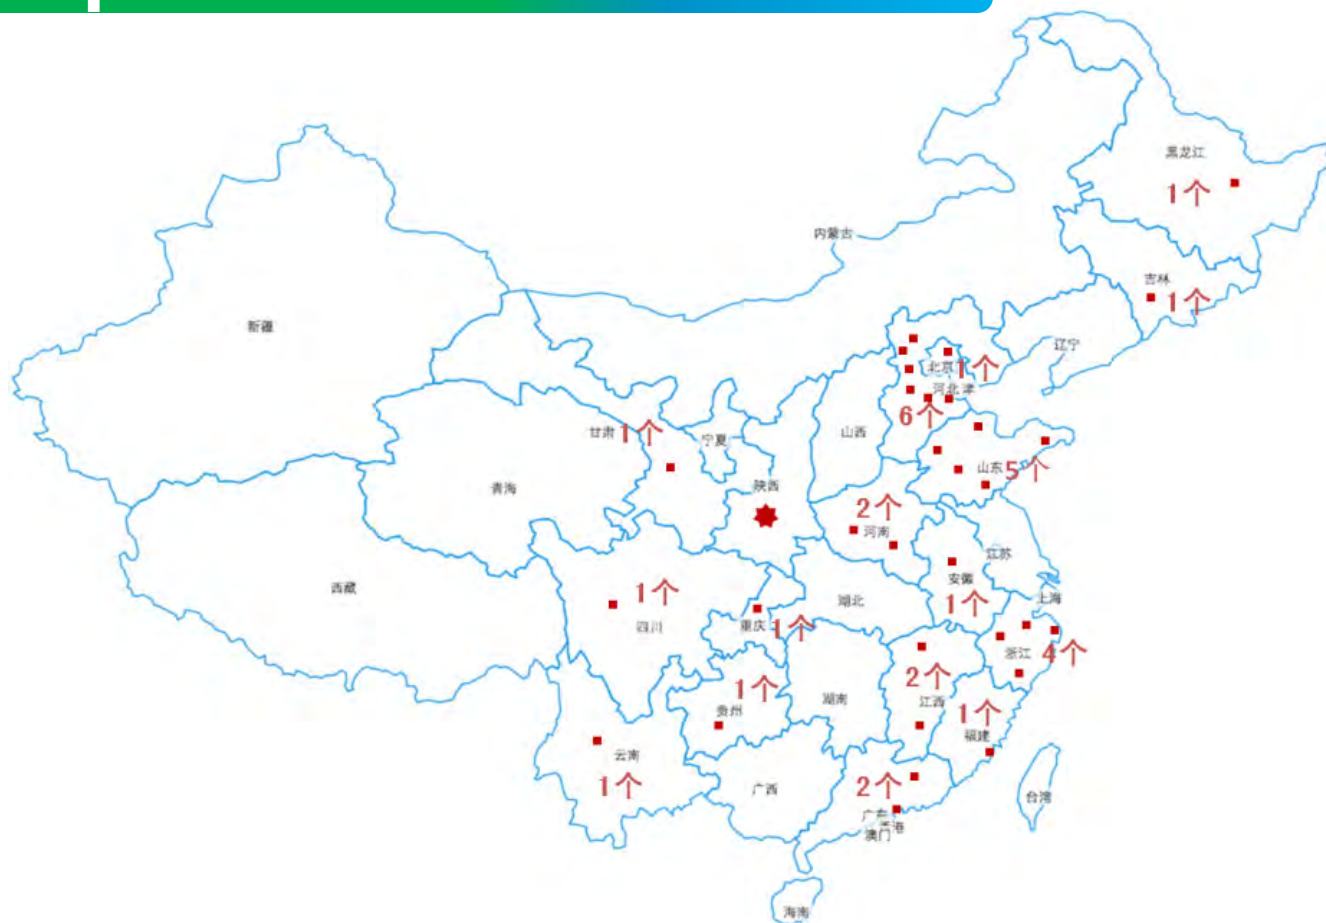 黑龙江
1个
内蒙古
吉林
1个
新疆
辽宁
北京
1个
河北
津
6个
甘肃
1个
宁夏
山西
山东
5个
青海
陕西
2个
河南
江苏
安徽
1个
西藏
1个
四川
重庆
1个
湖北
上海
浙江
4个
1个
贵州
湖南
2个
江西
1个
福建
云南
1个
广西
2个
台湾
澳门
海南